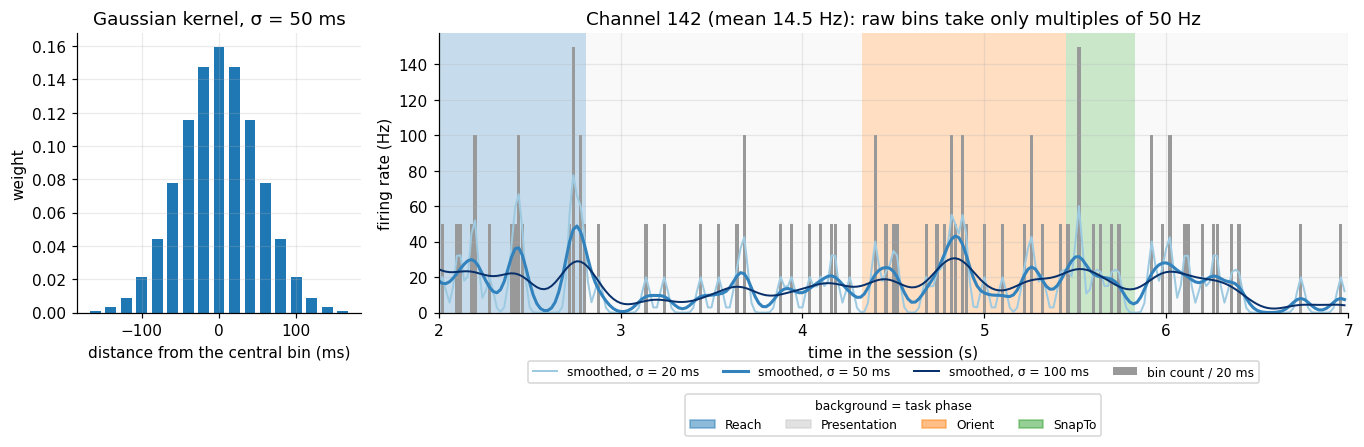 Gaussian kernel, σ = 50 ms
0.16
0.14
0.12
0.10
0.08
0.06
0.04
0.02
0.00
weight
−100
0
100
distance from the central bin (ms)
Channel 142 (mean 14.5 Hz): raw bins take only multiples of 50 Hz
140
120
100
80
60
40
20
0
firing rate (Hz)
2
3
4
5
6
7
time in the session (s)
smoothed, σ = 20 ms
smoothed, σ = 50 ms
smoothed, σ = 100 ms
bin count / 20 ms
background = task phase
Reach
Presentation
Orient
SnapTo